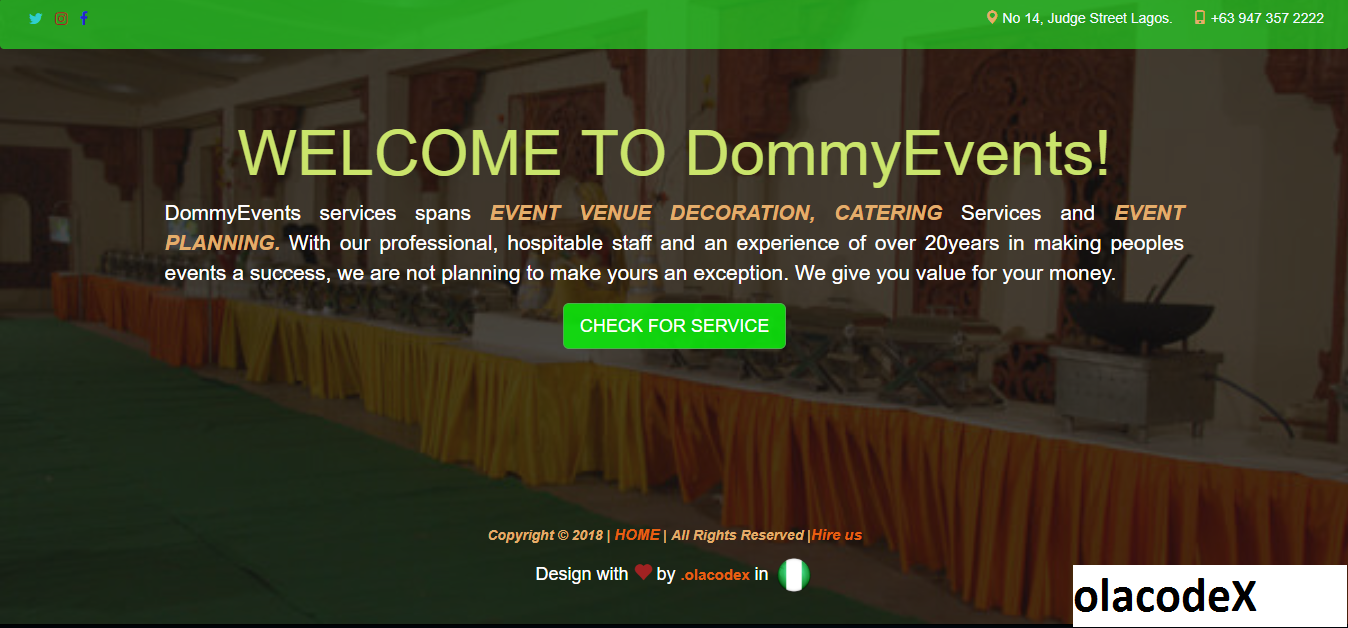 No 14, Judge Street Lagos. +63 947 357 2222
WELCOME TO DommyEvents!
DommyEvents services spans EVENT VENUE DECORATION, CATERING Services and EVENT
PLANNING. With our professional, hospitable staff and an experience of over 20years in making peoples
events a success, we are not planning to make yours an exception. We give you value for your money.
CHECK FOR SERVICE
Copyright © 2018 | HOME | All Rights Reserved |Hire us
Design with by .olacodex in
olacodeX